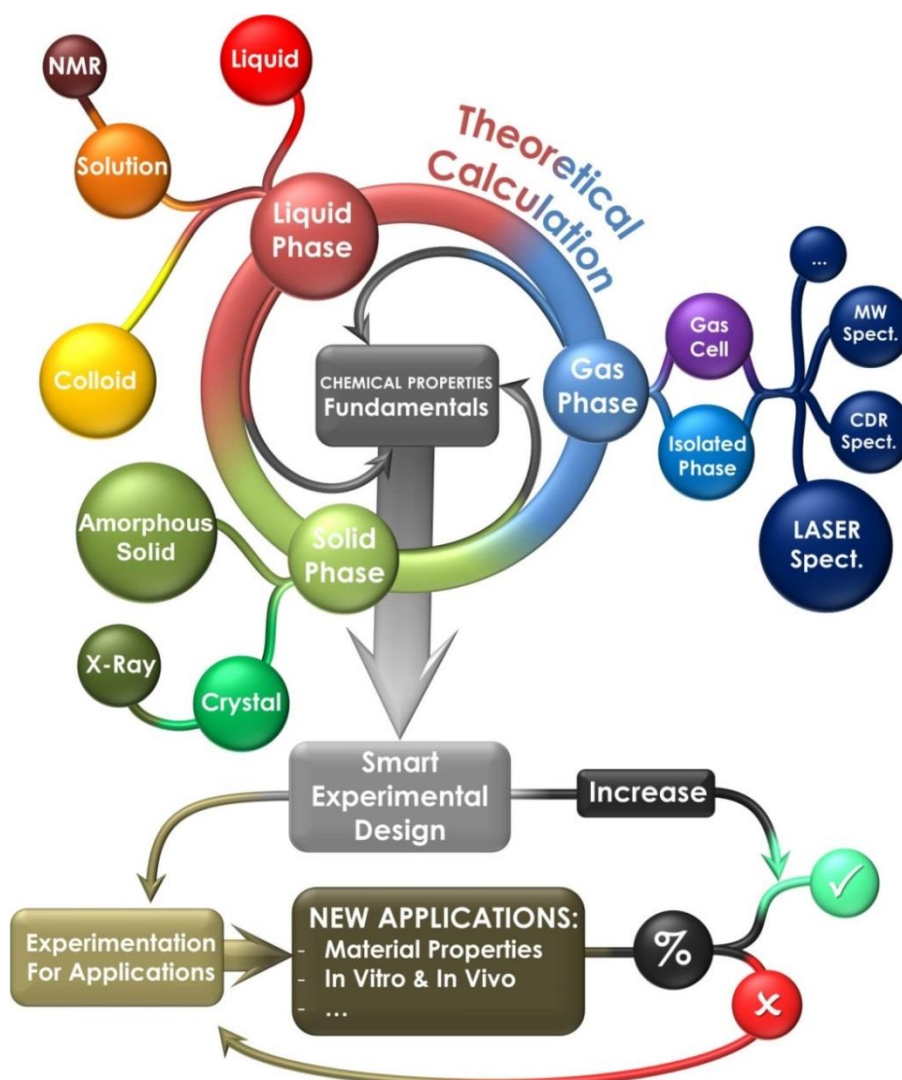 NMR
Liquid
Solution
Theoretical
Calculation
Liquid
Phase
...
Gas
Cell
MW
Spect.
Colloid
CHEMICAL PROPERTIES
Fundamentals
Gas
Phase
CDR
Spect.
Isolated
Phase
Amorphous
Solid
Solid
Phase
LASER
Spect.
X-Ray
Crystal
Smart
Experimental
Design
Increase
✓
Experimentation
For Applications
NEW APPLICATIONS:
- Material Properties
- In Vitro & In Vivo
- ...
%
x